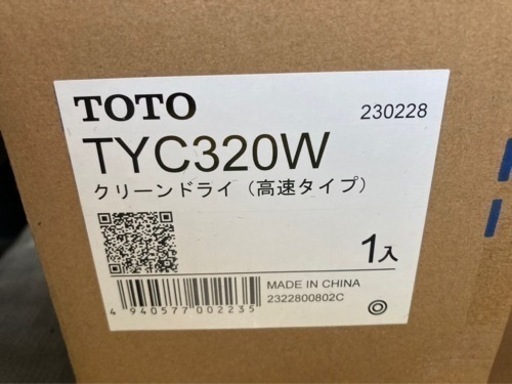 TOTO 230228
TYC320W
クリーンドライ（高速タイプ）
1入
MADE IN CHINA
2322800802C
4 940577 002235